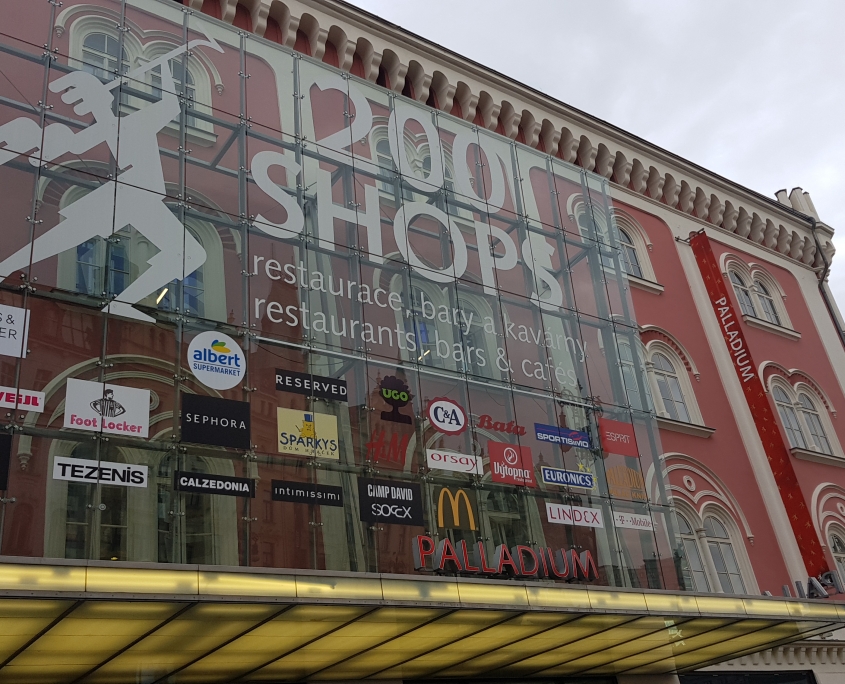 200
SHOPS
restaurace, bary a kavárny
restaurants, bars & cafés
PALLADIUM
albert
SUPERMARKET
RESERVED
UGO
C&A
Bata
SPORTISIMO
ESPRIT
Foot Locker
SEPHORA
SPARKYS
H&M
orsay
Výtopna
EURONICS
TEZENIS
CALZEDONIA
intimissimi
CAMP DAVID
SOCCX
LINDEX
T··Mobile·
PALLADIUM